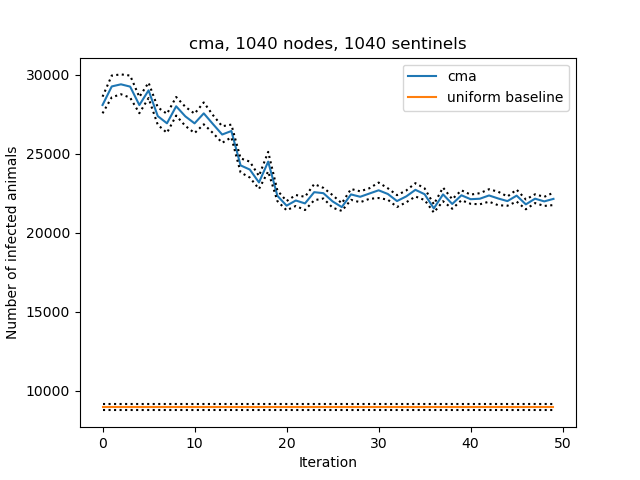 cma, 1040 nodes, 1040 sentinels
cma
uniform baseline
Number of infected animals
30000
25000
20000
15000
10000
0 10 20 30 40 50
Iteration